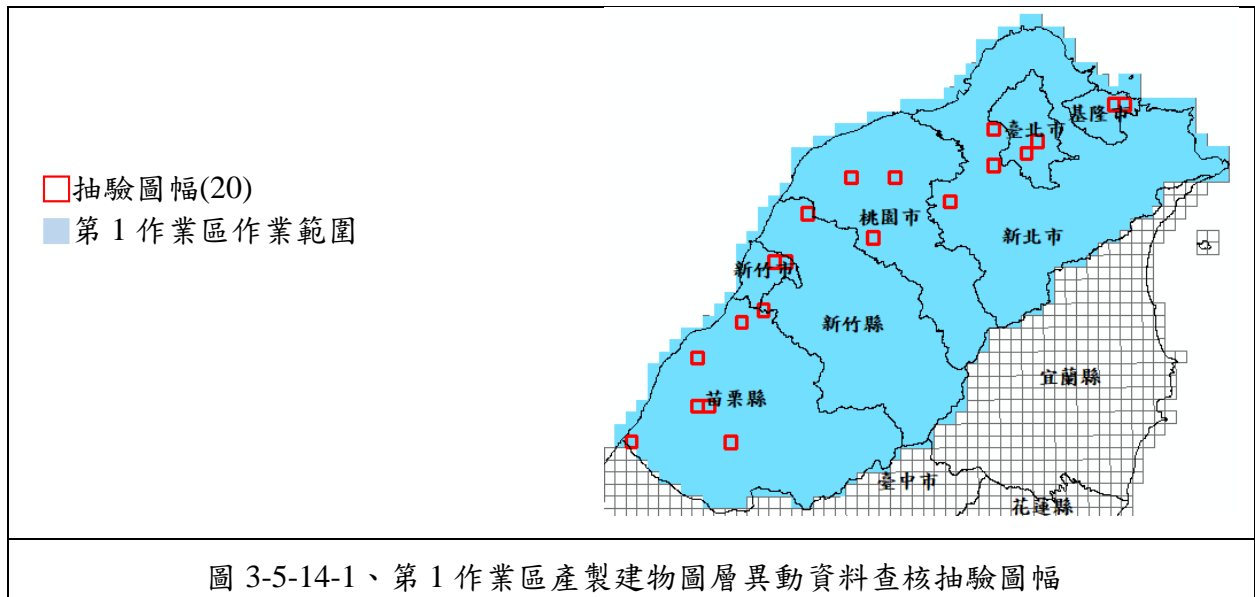 抽驗圖幅(20)
第 1 作業區作業範圍
基隆市
臺北市
桃園市
新北市
新竹市
新竹縣
宜蘭縣
苗栗縣
臺中市
花蓮縣
圖 3-5-14-1、第 1 作業區產製建物圖層異動資料查核抽驗圖幅